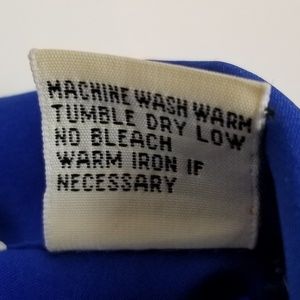 MACHINE WASH WARM
TUMBLE DRY LOW
NO BLEACH
WARM IRON IF
NECESSARY